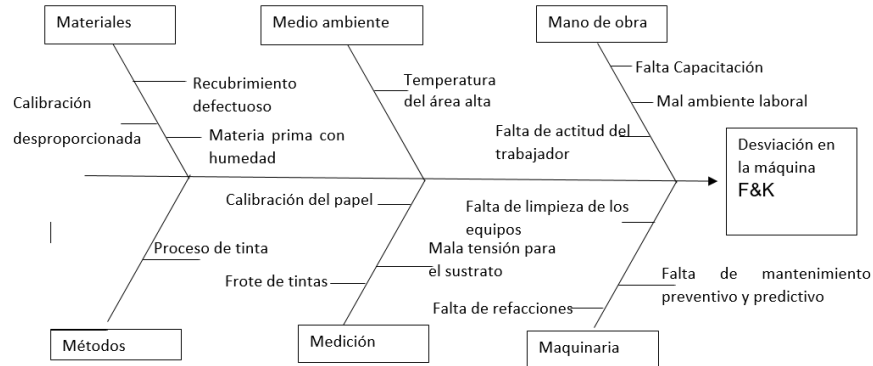 Materiales
Medio ambiente
Mano de obra
Recubrimiento
defectuoso
Calibración
desproporcionada
Materia prima con
humedad
Temperatura
del área alta
Falta Capacitación
Mal ambiente laboral
Falta de actitud del
trabajador
Desviación en
la máquina
F&K
Calibración del papel
Falta de limpieza de los
equipos
Proceso de tinta
Mala tensión para
el sustrato
Frote de tintas
Falta de mantenimiento
preventivo y predictivo
Falta de refacciones
Métodos
Medición
Maquinaria